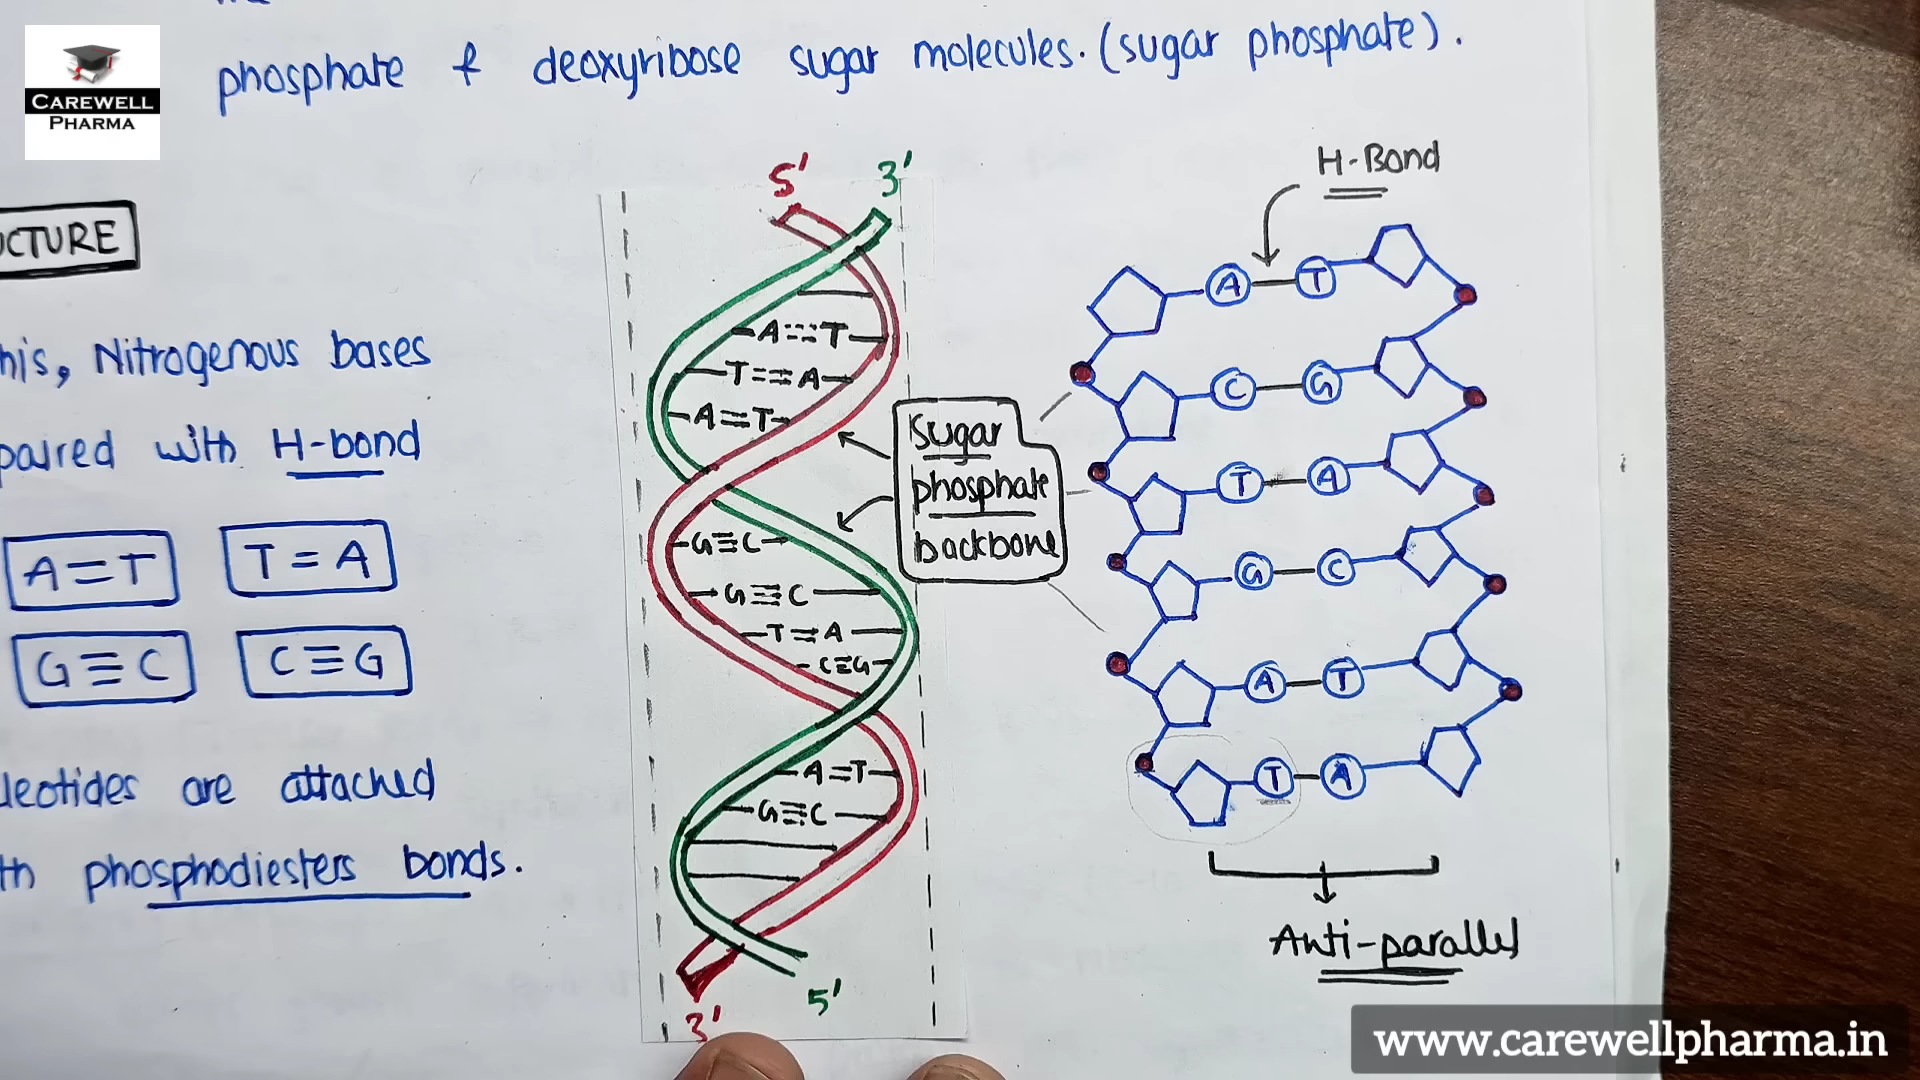 phosphate & deoxyribose sugar molecules. (sugar phosphate).
CAREWELL
PHARMA
UCTURE
his, Nitrogenous bases
paired with H-bond
A=T
T=A
G≡C
C≡G
leotides are attached
th phosphodiesters bonds.
5' 3'
A==T
T==A
A=T
G≡C
G≡C
T=A
C≡G
A=T
G≡C
3' 5'
Sugar
phosphate
backbone
H-Bond
A T
C G
T A
G C
A T
T A
Anti-parallel
www.carewellpharma.in